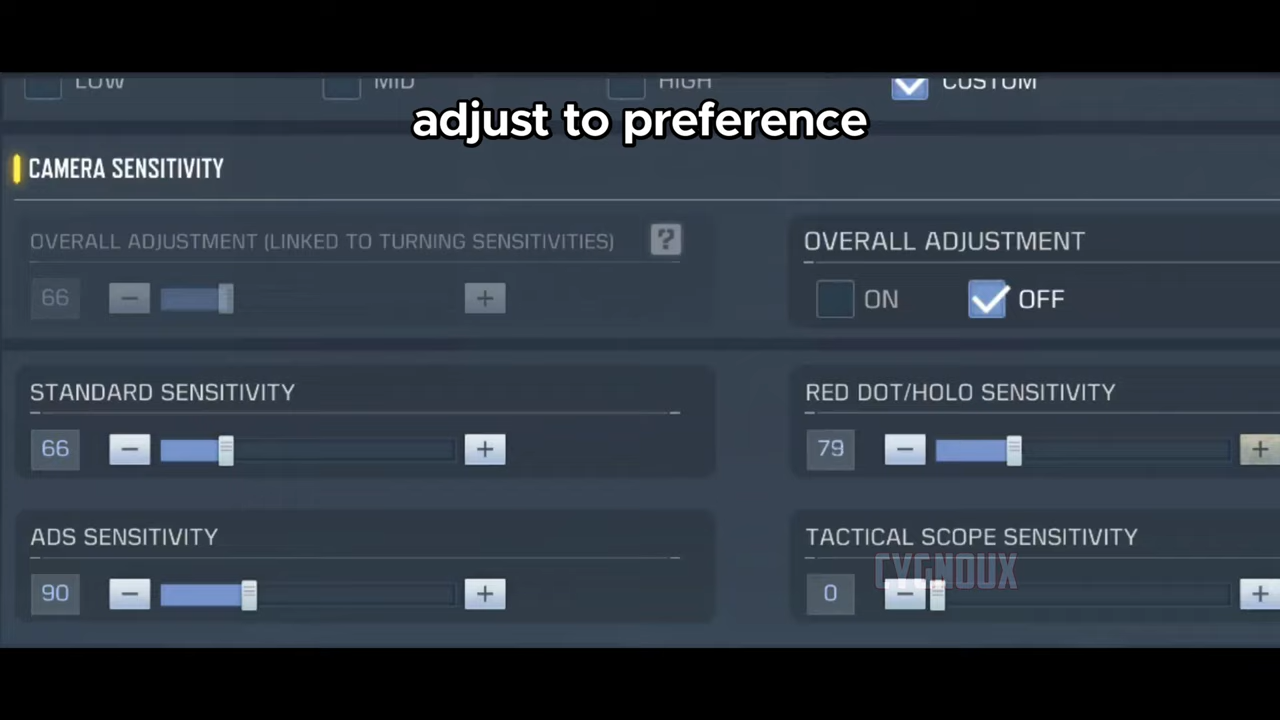 LOW MID HIGH CUSTOM
adjust to preference
CAMERA SENSITIVITY
OVERALL ADJUSTMENT (LINKED TO TURNING SENSITIVITIES) ? OVERALL ADJUSTMENT
66 − + ON OFF
STANDARD SENSITIVITY RED DOT/HOLO SENSITIVITY
66 − + 79 − +
ADS SENSITIVITY TACTICAL SCOPE SENSITIVITY
CYGNOUX
90 − + 0 − +